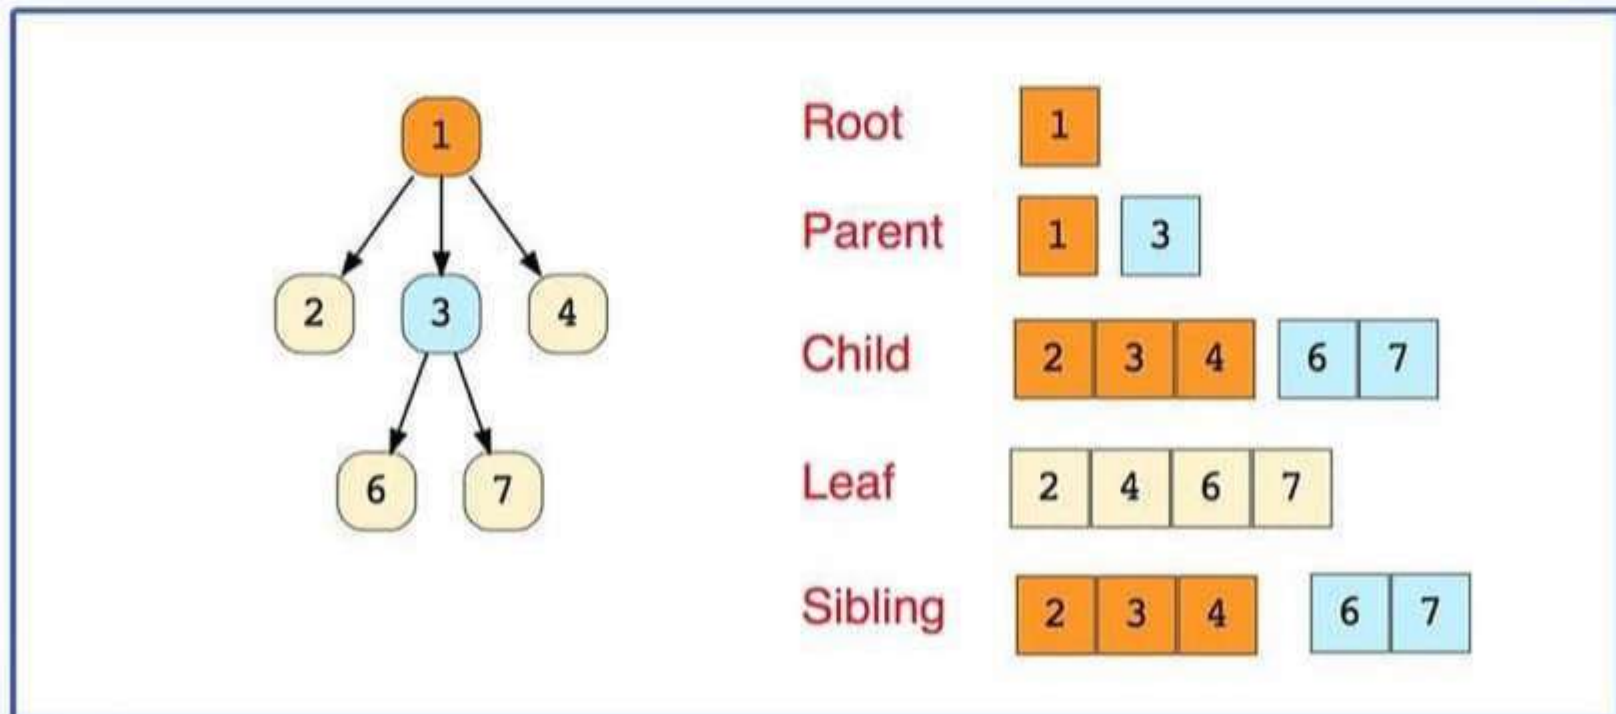 1
2 3 4
6 7
Root 1
Parent 1 3
Child 2 3 4 6 7
Leaf 2 4 6 7
Sibling 2 3 4 6 7